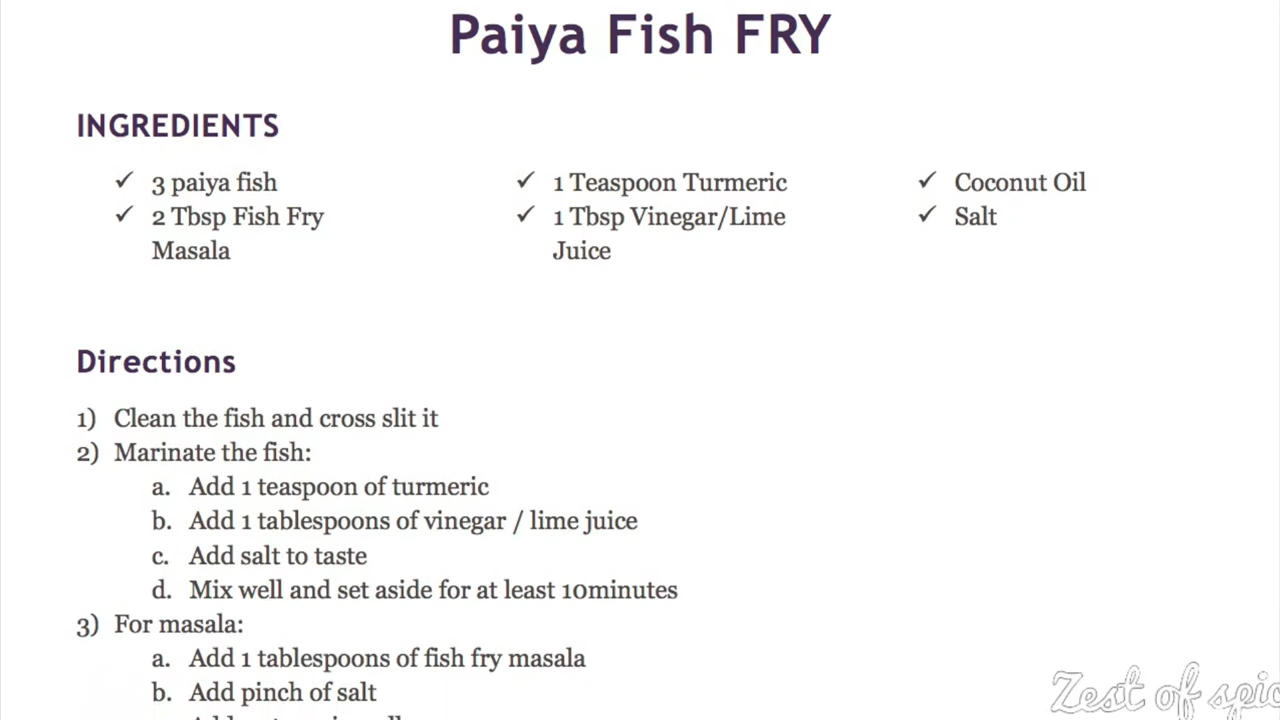 Paiya Fish FRY
INGREDIENTS
✓ 3 paiya fish
✓ 2 Tbsp Fish Fry
Masala
✓ 1 Teaspoon Turmeric
✓ 1 Tbsp Vinegar/Lime
Juice
✓ Coconut Oil
✓ Salt
Directions
1) Clean the fish and cross slit it
2) Marinate the fish:
a. Add 1 teaspoon of turmeric
b. Add 1 tablespoons of vinegar / lime juice
c. Add salt to taste
d. Mix well and set aside for at least 10minutes
3) For masala:
a. Add 1 tablespoons of fish fry masala
b. Add pinch of salt
Zest of spic